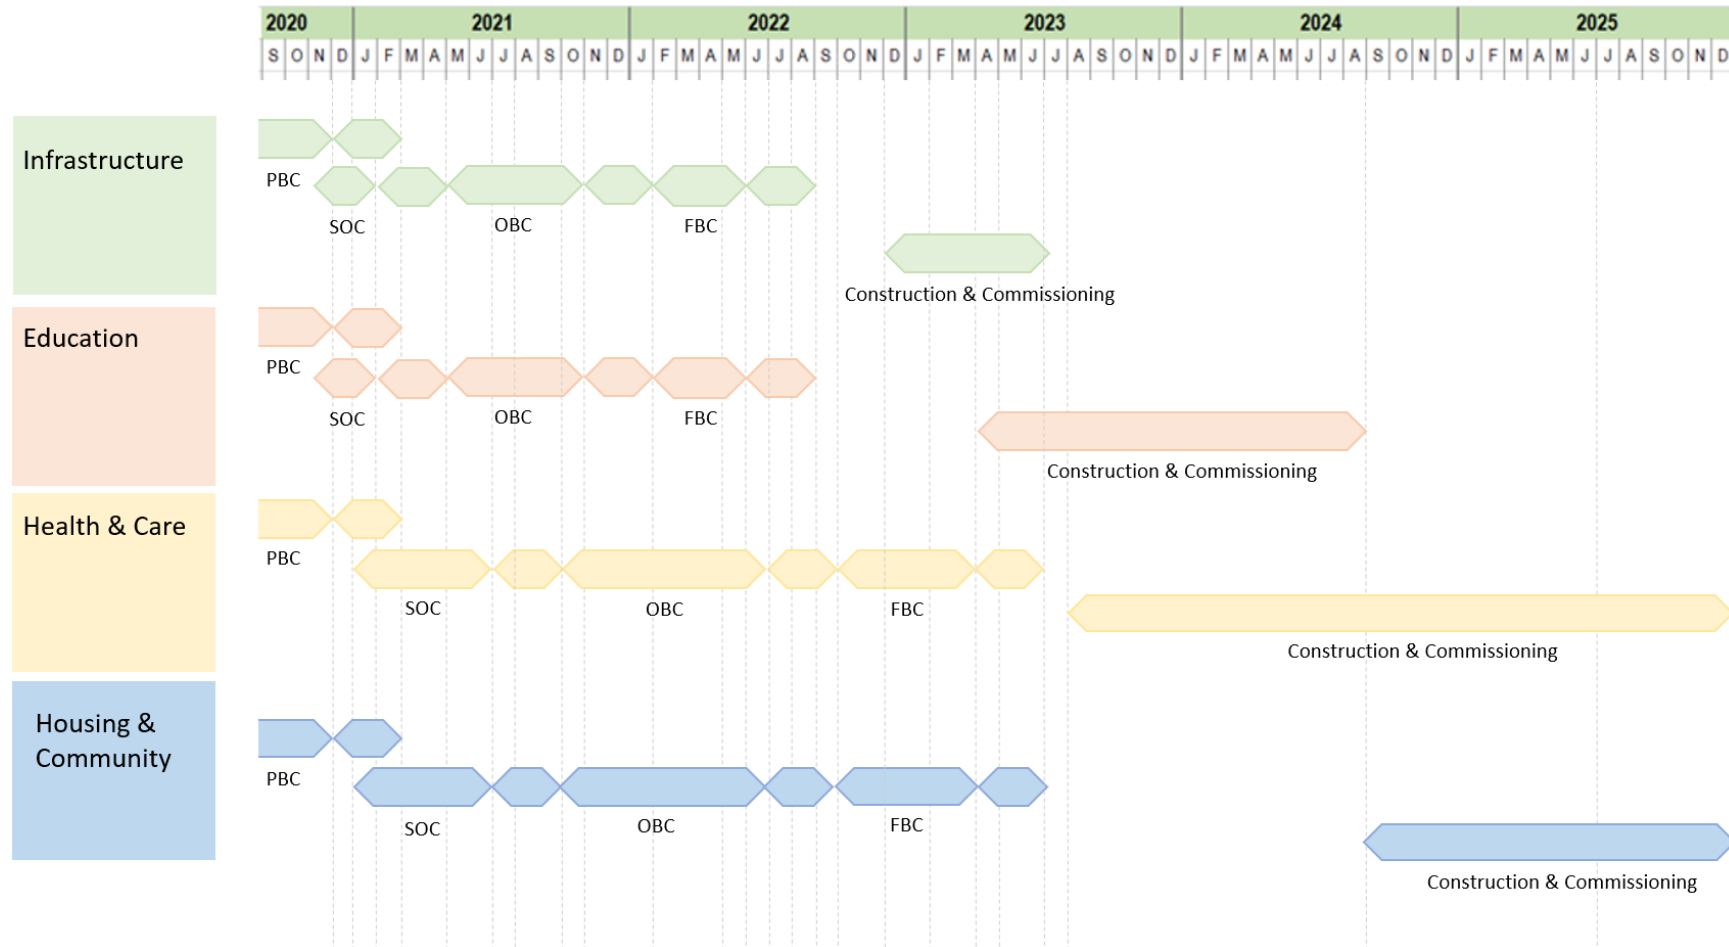 2020 2021 2022 2023 2024 2025
S O N D J F M A M J J A S O N D J F M A M J J A S O N D J F M A M J J A S O N D J F M A M J J A S O N D J F M A M J J A S O N D
Infrastructure
PBC
SOC OBC FBC
Construction & Commissioning
Education
PBC
SOC OBC FBC
Construction & Commissioning
Health & Care
PBC
SOC OBC FBC
Construction & Commissioning
Housing &
Community
PBC
SOC OBC FBC
Construction & Commissioning